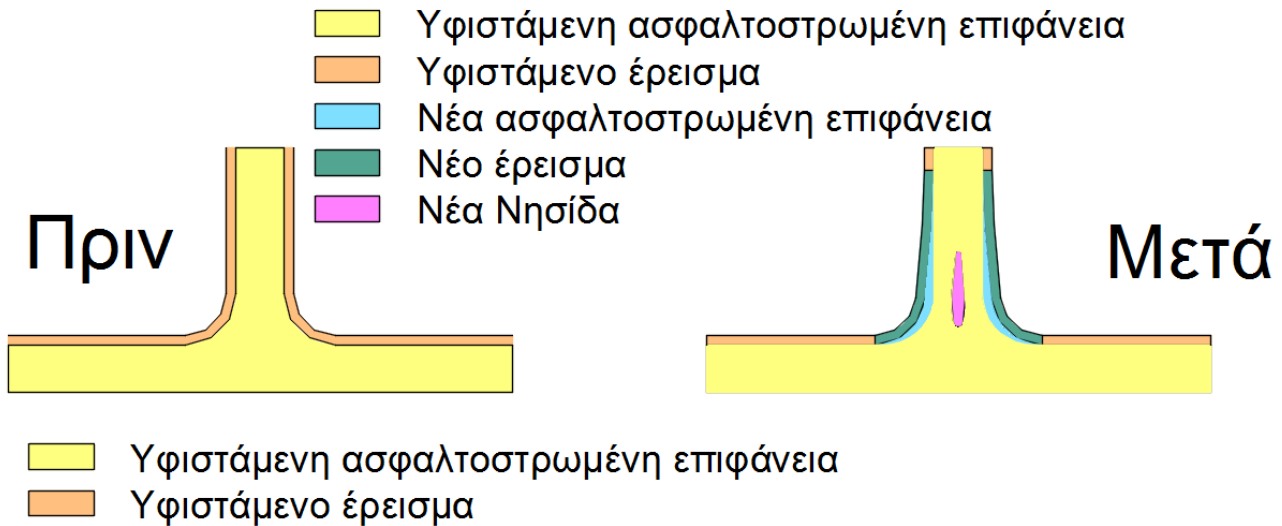 Υφιστάμενη ασφαλτοστρωμένη επιφάνεια
Υφιστάμενο έρεισμα
Νέα ασφαλτοστρωμένη επιφάνεια
Νέο έρεισμα
Νέα Νησίδα
Πριν
Μετά
Υφιστάμενη ασφαλτοστρωμένη επιφάνεια
Υφιστάμενο έρεισμα